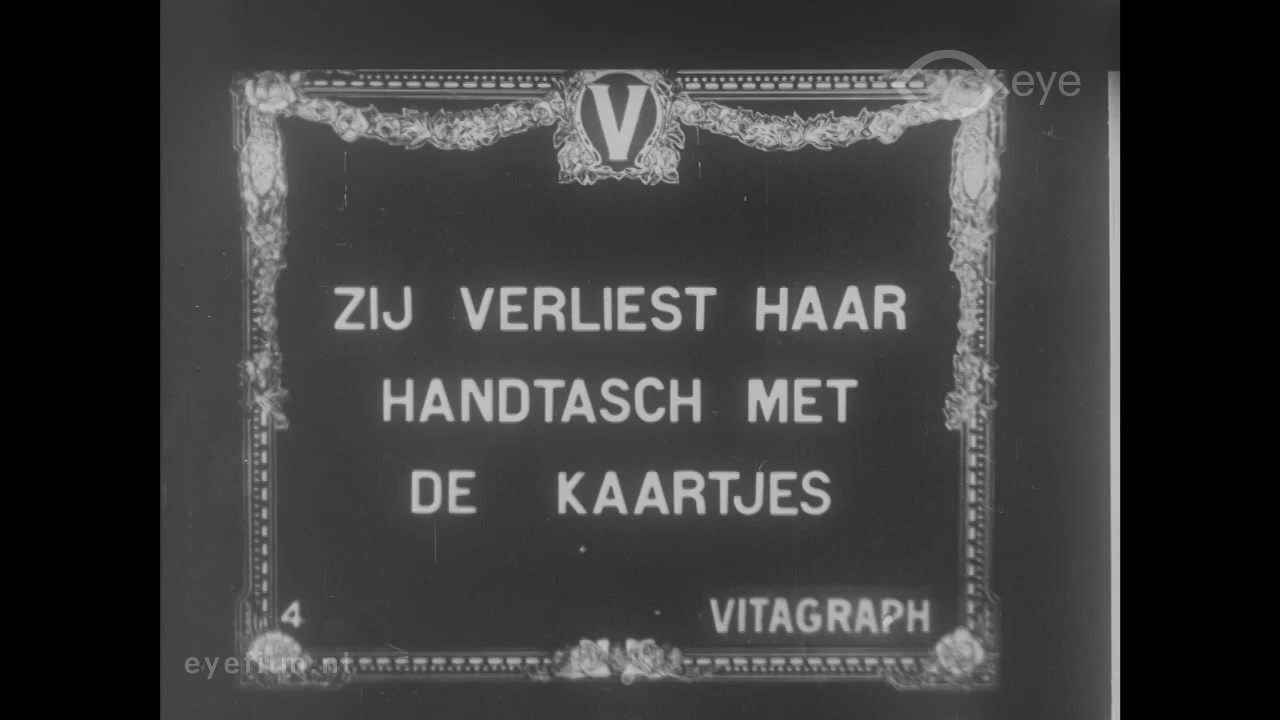 V
eye
ZIJ VERLIEST HAAR
HANDTASCH MET
DE KAARTJES
4
VITAGRAPH
eyefilm.nl